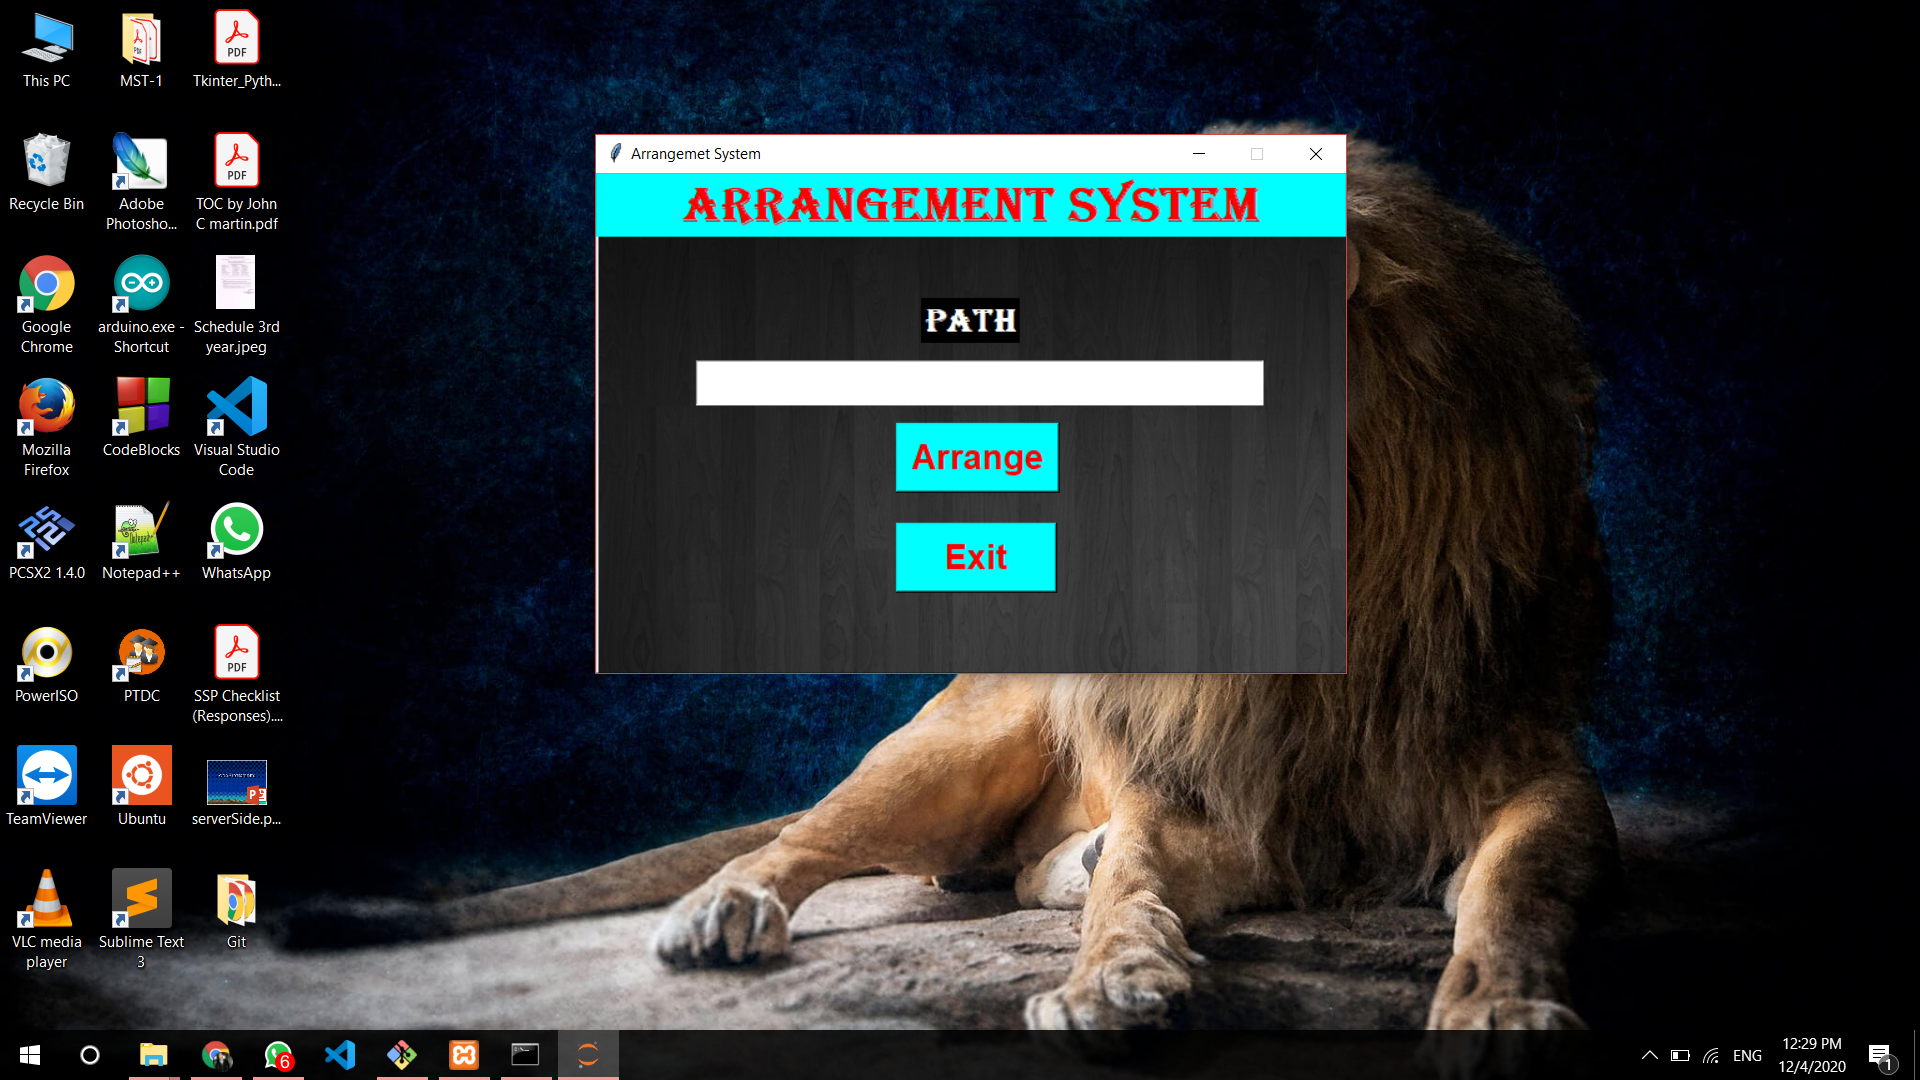 This PC
MST-1
Tkinter_Pyth...
Recycle Bin
Adobe
Photosho...
TOC by John
C martin.pdf
Google
Chrome
arduino.exe -
Shortcut
Schedule 3rd
year.jpeg
Mozilla
Firefox
CodeBlocks
Visual Studio
Code
PCSX2 1.4.0
Notepad++
WhatsApp
PowerISO
PTDC
SSP Checklist
(Responses)....
TeamViewer
Ubuntu
serverSide.p...
VLC media
player
Sublime Text
3
Git
PDF
PDF
PDF
Arrangemet System
ARRANGEMENT SYSTEM
PATH
Arrange
Exit
6
ENG
12:29 PM
12/4/2020
1